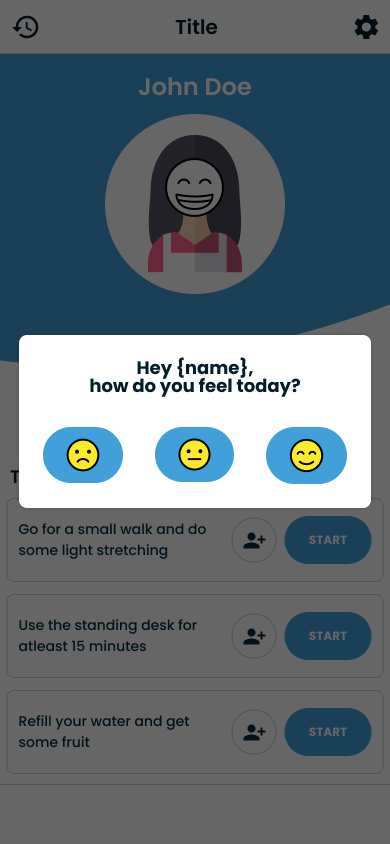 Title
John Doe
Hey {name},
how do you feel today?
T
Go for a small walk and do
some light stretching
START
Use the standing desk for
atleast 15 minutes
START
Refill your water and get
some fruit
START